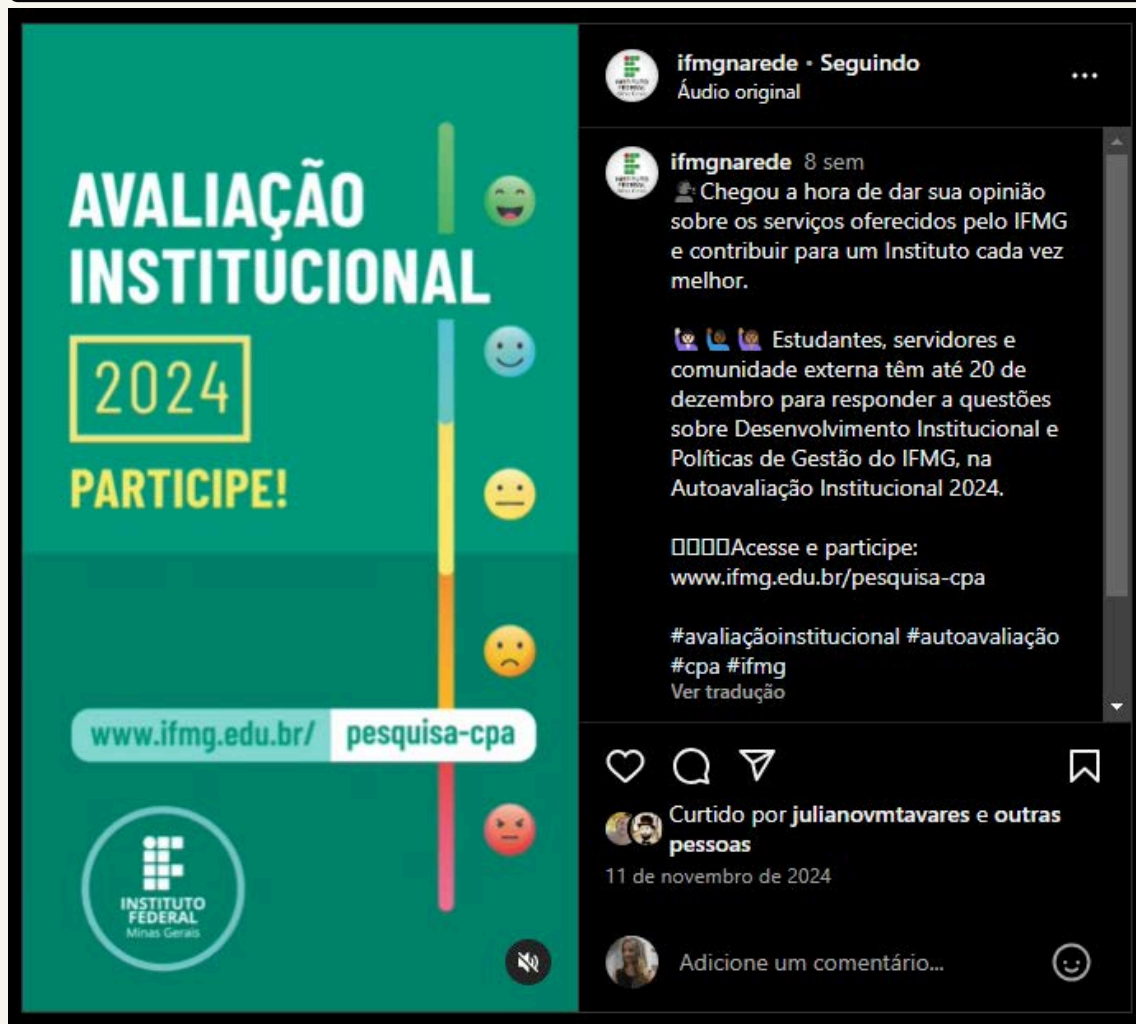 AVALIAÇÃO
INSTITUCIONAL
2024
PARTICIPE!
www.ifmg.edu.br/ pesquisa-cpa
INSTITUTO
FEDERAL
Minas Gerais
ifmgnarede • Seguindo
Áudio original
ifmgnarede 8 sem
🗣️Chegou a hora de dar sua opinião
sobre os serviços oferecidos pelo IFMG
e contribuir para um Instituto cada vez
melhor.
🙋🏻‍♀️ 🙋🏿‍♂️ 🙋🏽‍♀️ Estudantes, servidores e
comunidade externa têm até 20 de
dezembro para responder a questões
sobre Desenvolvimento Institucional e
Políticas de Gestão do IFMG, na
Autoavaliação Institucional 2024.
▯▯▯▯Acesse e participe:
www.ifmg.edu.br/pesquisa-cpa
#avaliaçãoinstitucional #autoavaliação
#cpa #ifmg
Ver tradução
Curtido por julianovmtavares e outras
pessoas
11 de novembro de 2024
Adicione um comentário...